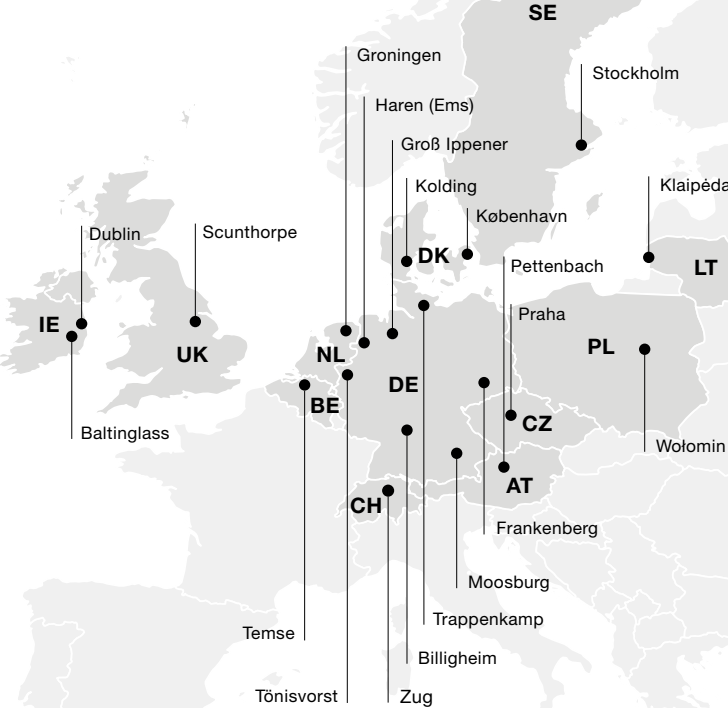 SE
Groningen
Stockholm
Haren (Ems)
Groß Ippener
Kolding
Klaipėda
København
Dublin
Scunthorpe
DK
Pettenbach
LT
Praha
IE
UK
NL
PL
DE
BE
CZ
Baltinglass
Wołomin
AT
CH
Frankenberg
Moosburg
Trappenkamp
Temse
Billigheim
Tönisvorst
Zug